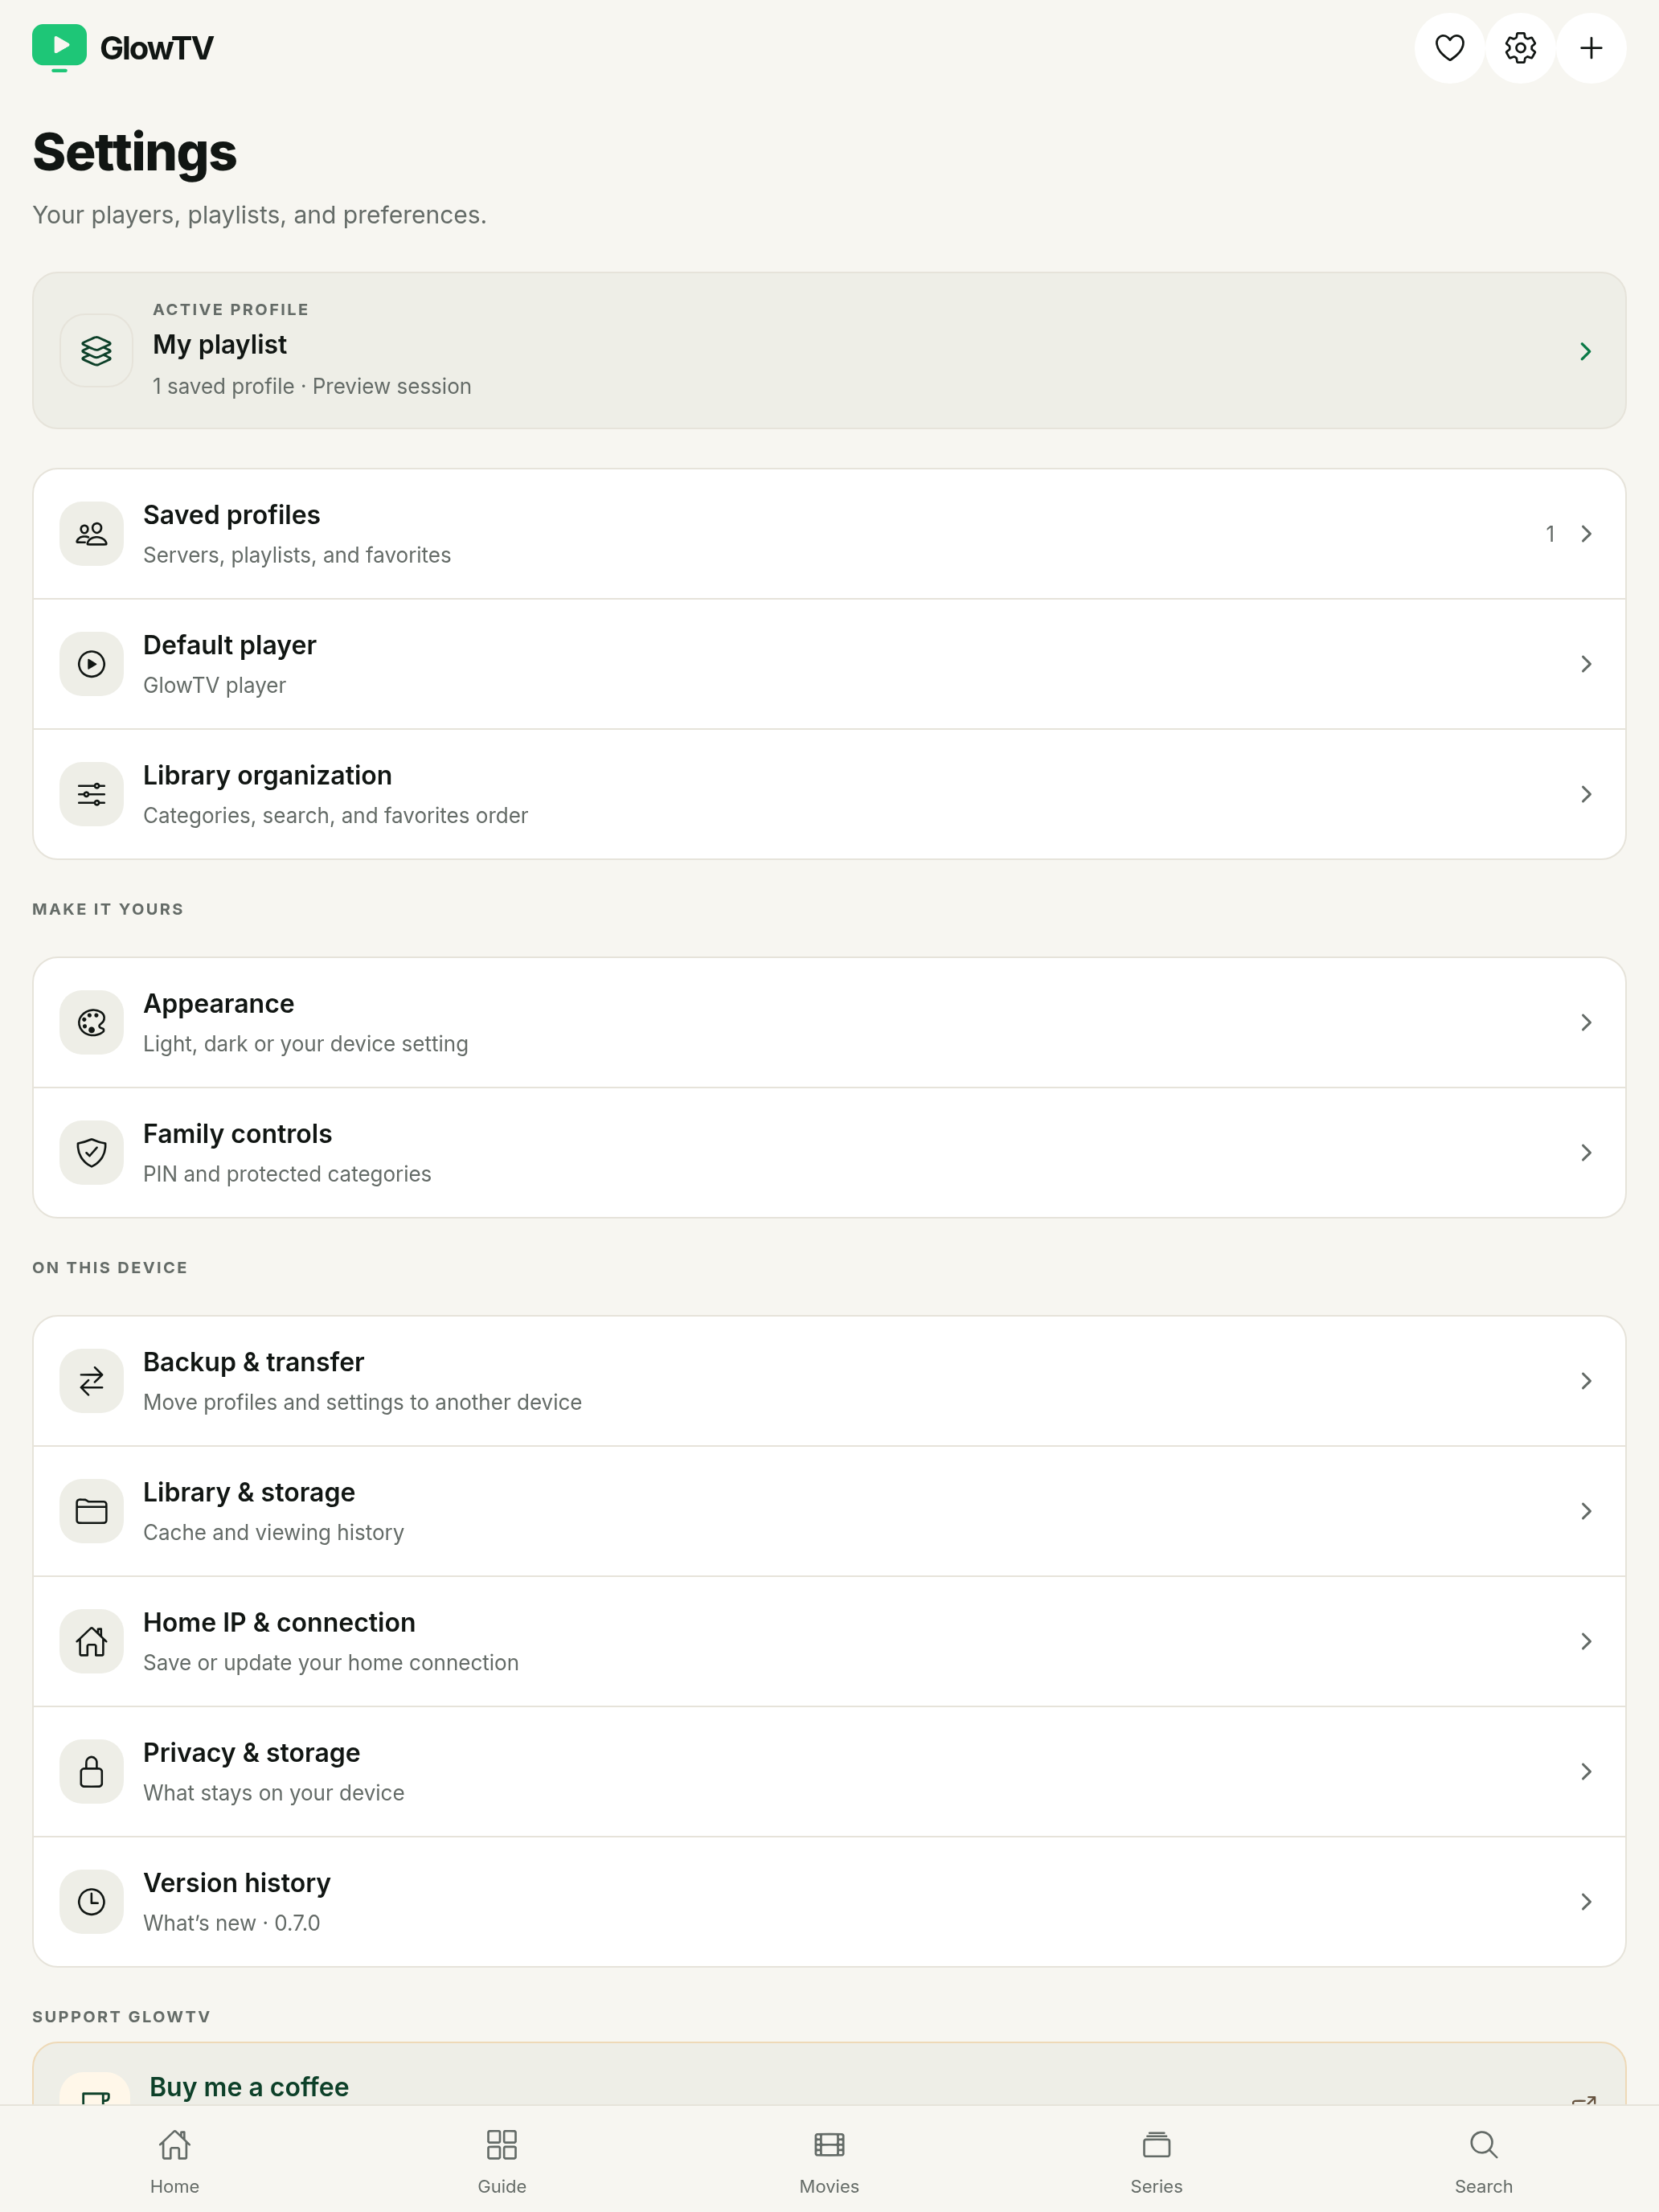 GlowTV
Settings
Your players, playlists, and preferences.
ACTIVE PROFILE
My playlist
1 saved profile · Preview session
Saved profiles
Servers, playlists, and favorites
1
Default player
GlowTV player
Library organization
Categories, search, and favorites order
MAKE IT YOURS
Appearance
Light, dark or your device setting
Family controls
PIN and protected categories
ON THIS DEVICE
Backup & transfer
Move profiles and settings to another device
Library & storage
Cache and viewing history
Home IP & connection
Save or update your home connection
Privacy & storage
What stays on your device
Version history
What’s new · 0.7.0
SUPPORT GLOWTV
Buy me a coffee
Home
Guide
Movies
Series
Search